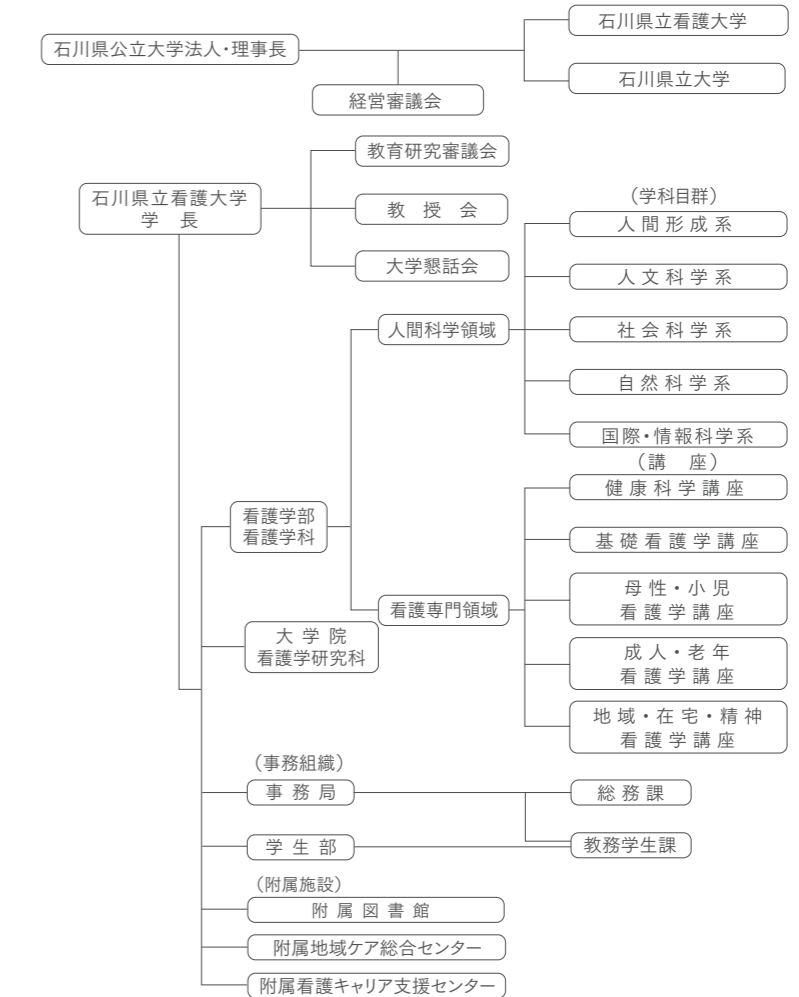 石川県立看護大学
石川県公立大学法人・理事長
石川県立大学
経営審議会
教育研究審議会
石川県立看護大学
学　長
教　授　会
大学懇話会
（学科目群）
人間形成系
人文科学系
人間科学領域
社会科学系
自然科学系
国際・情報科学系
（講　座）
健康科学講座
看護学部
看護学科
基礎看護学講座
看護専門領域
母性・小児
看護学講座
大学院
看護学研究科
成人・老年
看護学講座
地域・在宅・精神
看護学講座
（事務組織）
事務局
総務課
学生部
教務学生課
（附属施設）
附属図書館
附属地域ケア総合センター
附属看護キャリア支援センター